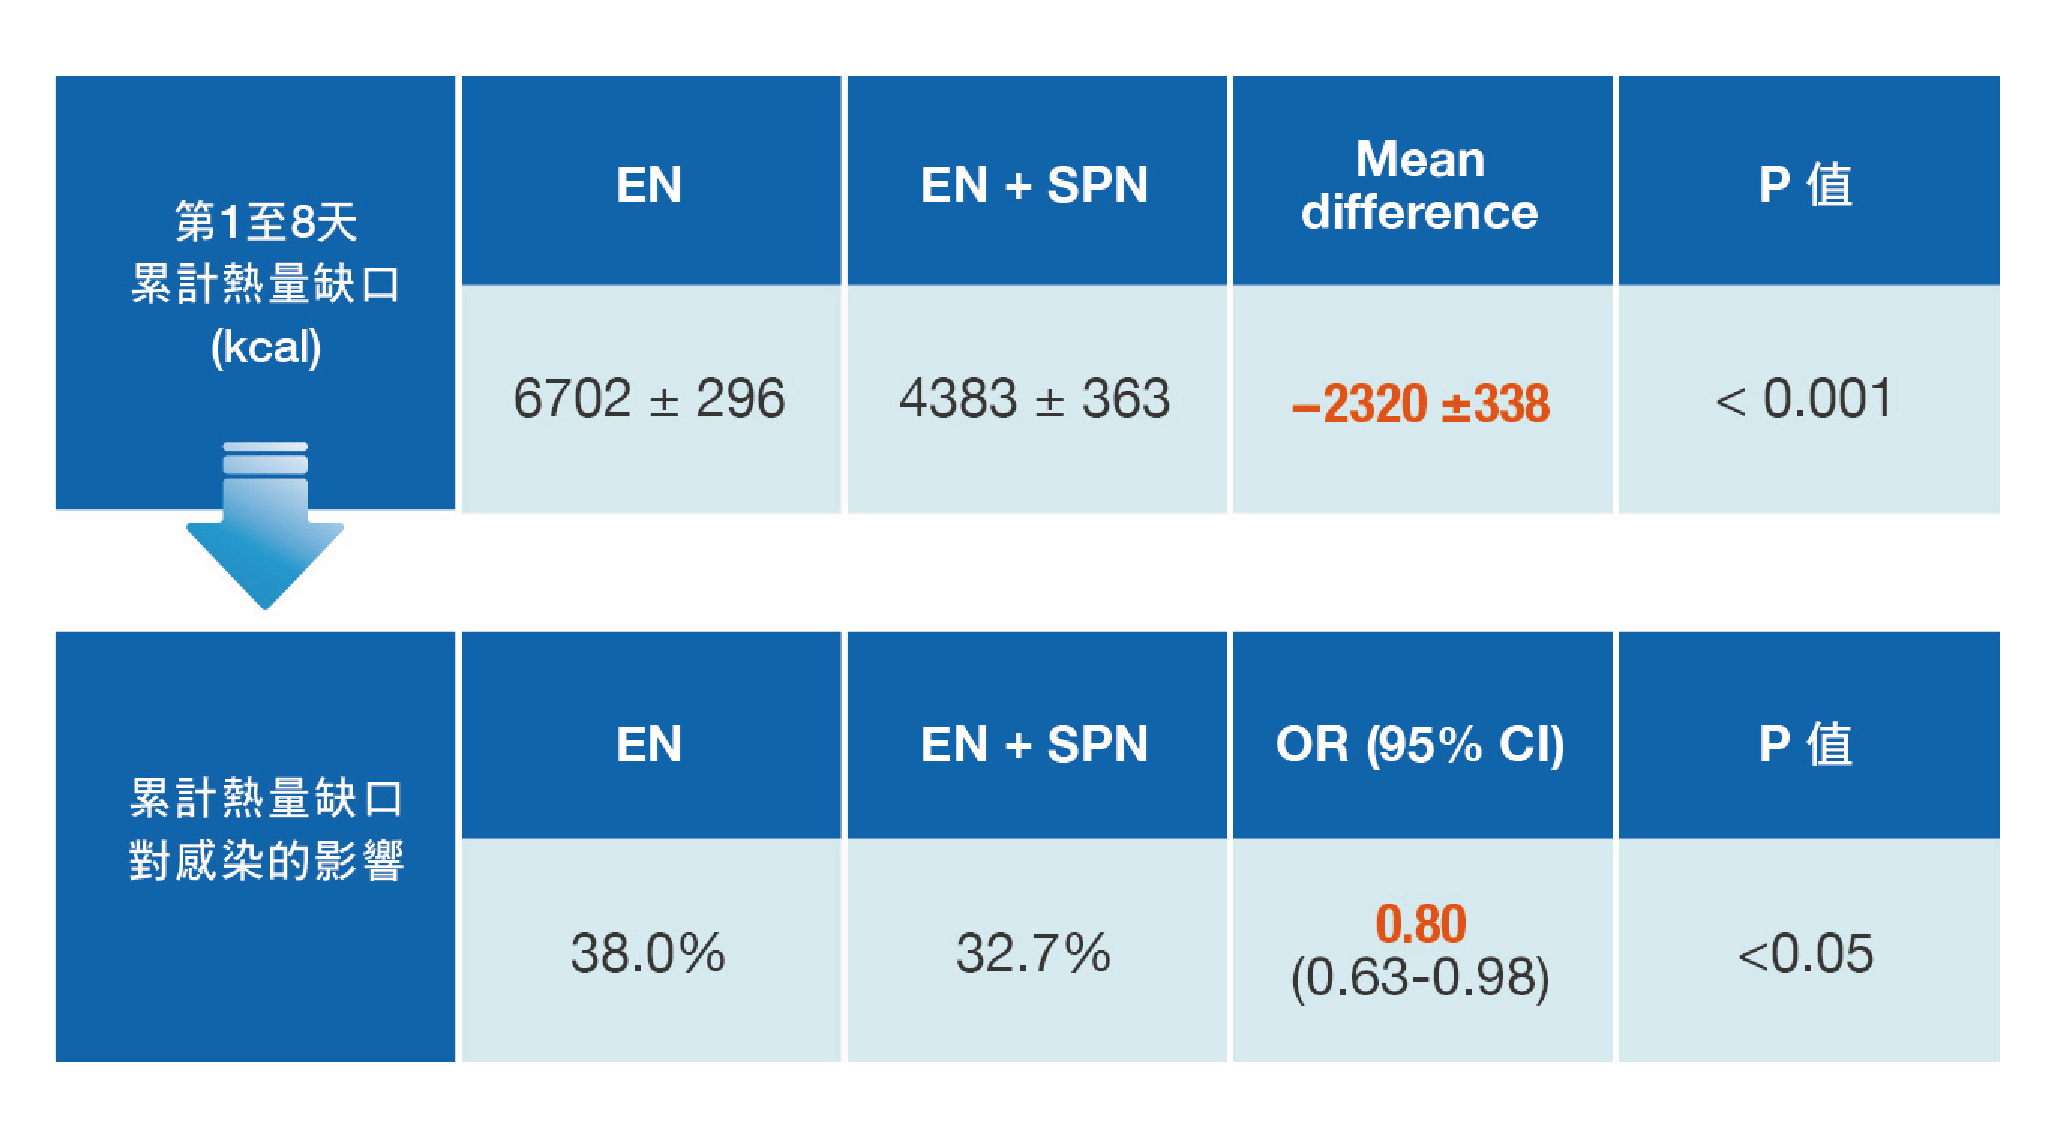 第1至8天
累計熱量缺口
(kcal)
EN
EN + SPN
Mean
difference
P 值
6702 ± 296
4383 ± 363
–2320 ±338
< 0.001
累計熱量缺口
對感染的影響
EN
EN + SPN
OR (95% CI)
P 值
38.0%
32.7%
0.80
(0.63-0.98)
<0.05